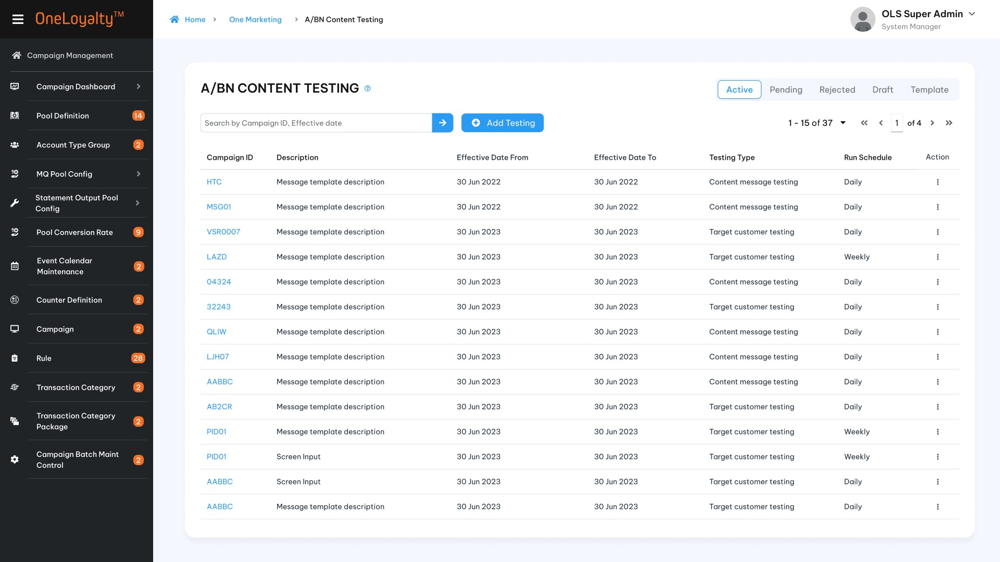 OneLoyalty™
Home
One Marketing
A/BN Content Testing
OLS Super Admin
System Manager
Campaign Management
Campaign Dashboard
Pool Definition 14
Account Type Group 2
MQ Pool Config
Statement Output Pool
Config
Pool Conversion Rate 9
Event Calendar
Maintenance 2
Counter Definition 2
Campaign 2
Rule 28
Transaction Category 2
Transaction Category
Package 2
Campaign Batch Maint
Control 2
A/BN CONTENT TESTING
Active Pending Rejected Draft Template
Search by Campaign ID, Effective date
Add Testing
1 - 15 of 37
1 of 4
Campaign ID Description Effective Date From Effective Date To Testing Type Run Schedule Action
HTC Message template description 30 Jun 2022 30 Jun 2022 Content message testing Daily
MSG01 Message template description 30 Jun 2022 30 Jun 2022 Content message testing Daily
VSR0007 Message template description 30 Jun 2023 30 Jun 2023 Target customer testing Daily
LAZD Message template description 30 Jun 2023 30 Jun 2023 Target customer testing Weekly
04324 Message template description 30 Jun 2023 30 Jun 2023 Content message testing Daily
32243 Message template description 30 Jun 2023 30 Jun 2023 Target customer testing Daily
QLIW Message template description 30 Jun 2023 30 Jun 2023 Content message testing Daily
LJH07 Message template description 30 Jun 2023 30 Jun 2023 Content message testing Daily
AABBC Message template description 30 Jun 2023 30 Jun 2023 Content message testing Daily
AB2CR Message template description 30 Jun 2023 30 Jun 2023 Target customer testing Daily
PID01 Message template description 30 Jun 2023 30 Jun 2023 Target customer testing Weekly
PID01 Screen Input 30 Jun 2023 30 Jun 2023 Target customer testing Weekly
AABBC Screen Input 30 Jun 2023 30 Jun 2023 Target customer testing Daily
AABBC Message template description 30 Jun 2023 30 Jun 2023 Target customer testing Daily